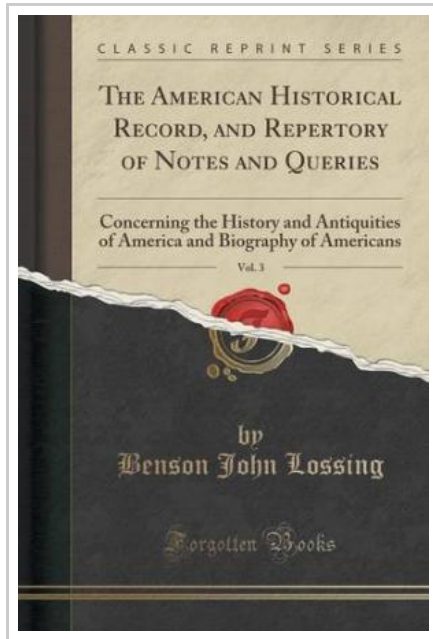 CLASSIC REPRINT SERIES
THE AMERICAN HISTORICAL
RECORD, AND REPERTORY
OF NOTES AND QUERIES
Concerning the History and Antiquities
of America and Biography of Americans
Vol. 3
by
Benson John Lossing
Forgotten Books